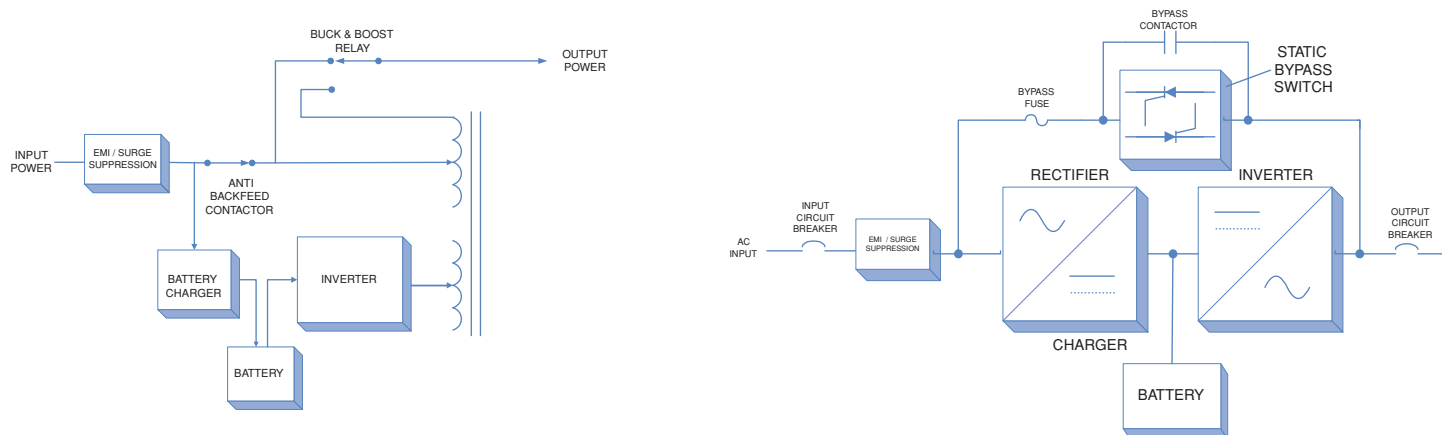 BUCK & BOOST
RELAY
OUTPUT
POWER
INPUT
POWER
EMI / SURGE
SUPPRESSION
ANTI
BACKFEED
CONTACTOR
BATTERY
CHARGER
INVERTER
BATTERY
BYPASS
CONTACTOR
STATIC
BYPASS
SWITCH
BYPASS
FUSE
RECTIFIER
INVERTER
INPUT
CIRCUIT
BREAKER
OUTPUT
CIRCUIT
BREAKER
AC
INPUT
EMI / SURGE
SUPPRESSION
CHARGER
BATTERY